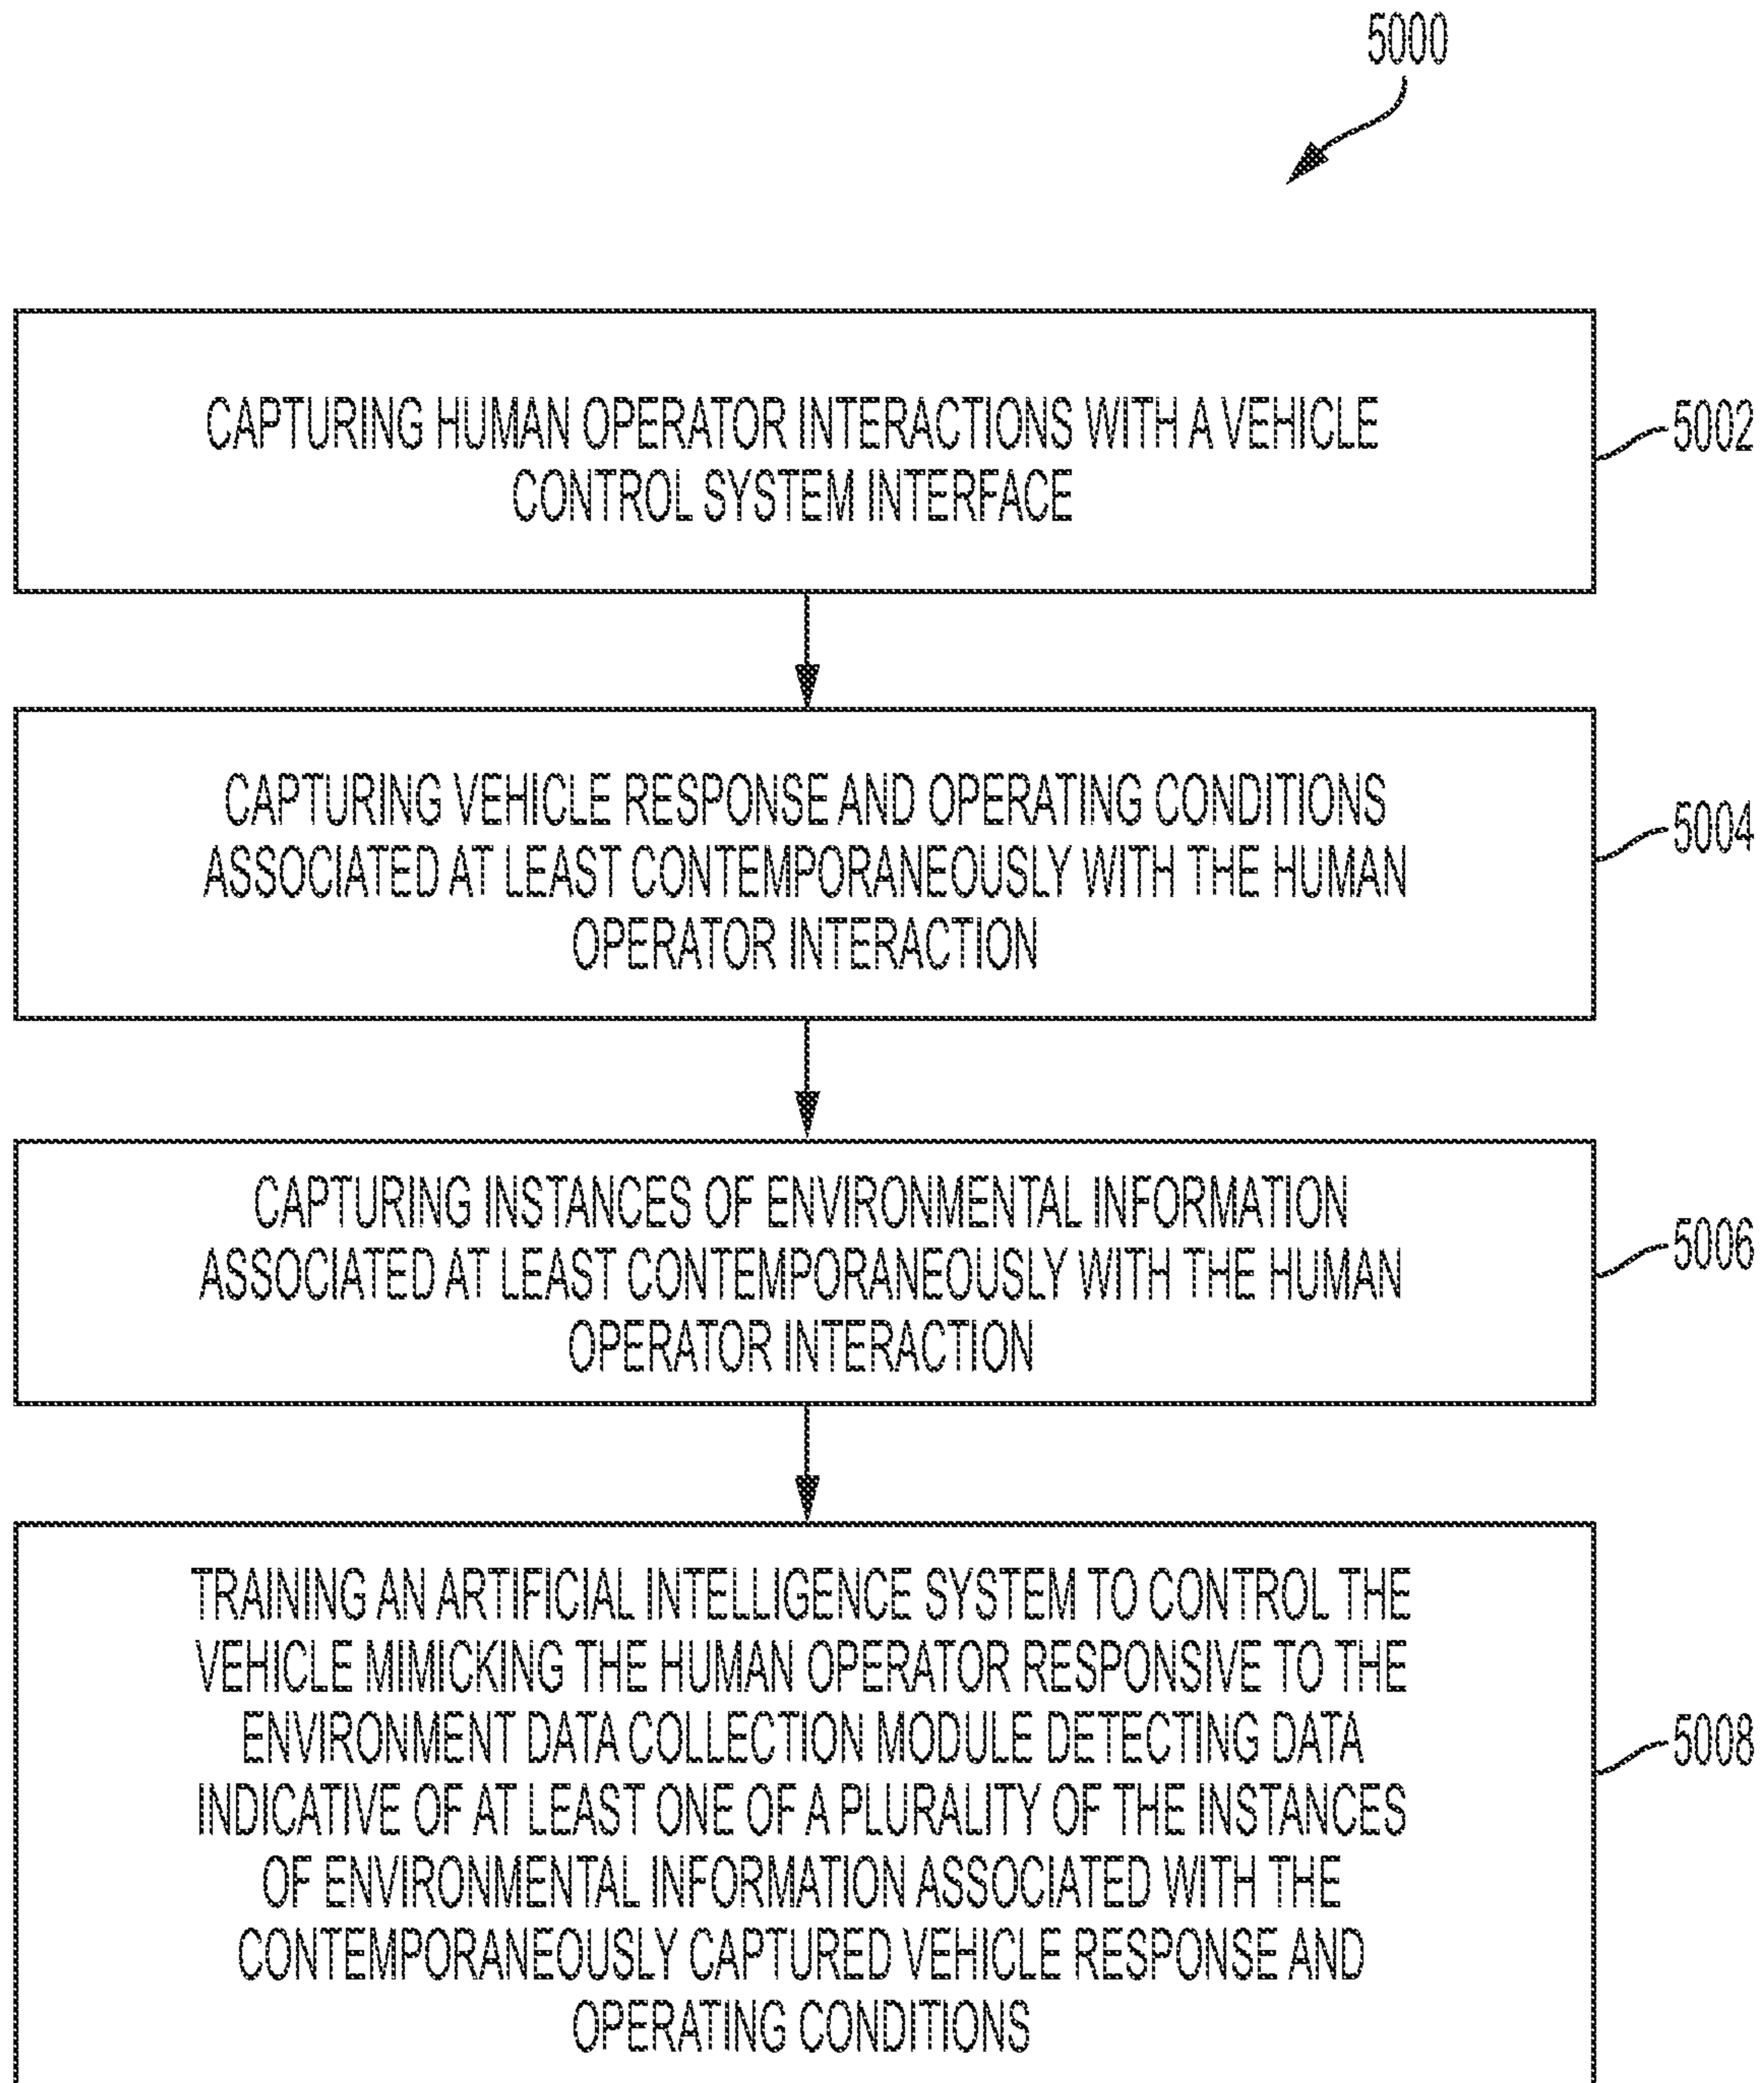 5000
CAPTURING HUMAN OPERATOR INTERACTIONS WITH A VEHICLE
CONTROL SYSTEM INTERFACE
5002
CAPTURING VEHICLE RESPONSE AND OPERATING CONDITIONS
ASSOCIATED AT LEAST CONTEMPORANEOUSLY WITH THE HUMAN
OPERATOR INTERACTION
5004
CAPTURING INSTANCES OF ENVIRONMENTAL INFORMATION
ASSOCIATED AT LEAST CONTEMPORANEOUSLY WITH THE HUMAN
OPERATOR INTERACTION
5006
TRAINING AN ARTIFICIAL INTELLIGENCE SYSTEM TO CONTROL THE
VEHICLE MIMICKING THE HUMAN OPERATOR RESPONSIVE TO THE
ENVIRONMENT DATA COLLECTION MODULE DETECTING DATA
INDICATIVE OF AT LEAST ONE OF A PLURALITY OF THE INSTANCES
OF ENVIRONMENTAL INFORMATION ASSOCIATED WITH THE
CONTEMPORANEOUSLY CAPTURED VEHICLE RESPONSE AND
OPERATING CONDITIONS
5008